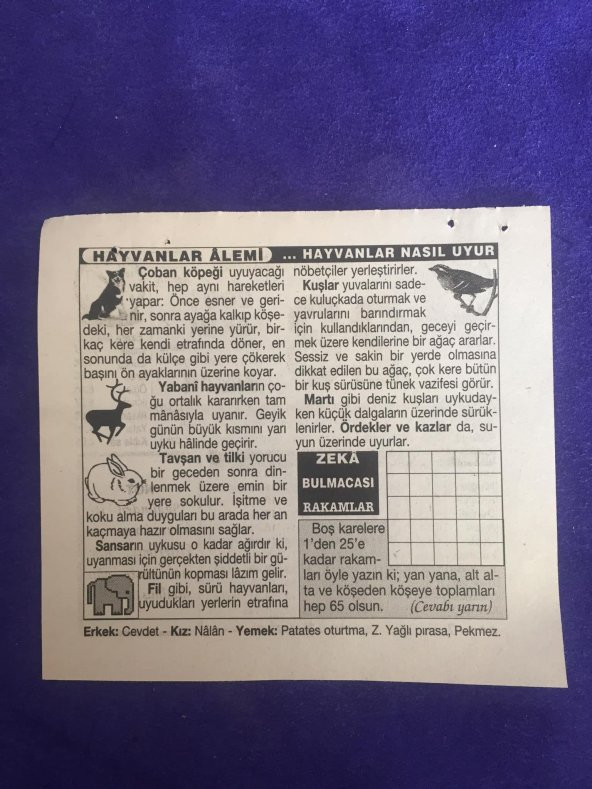 HAYVANLAR ÂLEMİ ... HAYVANLAR NASIL UYUR
Çoban köpeği uyuyacağı
vakit, hep aynı hareketleri
yapar: Önce esner ve geri-
nir, sonra ayağa kalkıp köşe-
deki, her zamanki yerine yürür, bir-
kaç kere kendi etrafında döner, en
sonunda da külçe gibi yere çökerek
başını ön ayaklarının üzerine koyar.
Yabanî hayvanların ço-
ğu ortalık kararırken tam
mânâsıyla uyanır. Geyik
günün büyük kısmını yarı
uyku hâlinde geçirir.
Tavşan ve tilki yorucu
bir geceden sonra din-
lenmek üzere emin bir
yere sokulur. İşitme ve
koku alma duyguları bu arada her an
kaçmaya hazır olmasını sağlar.
Sansarın uykusu o kadar ağırdır ki,
uyanması için gerçekten şiddetli bir gü-
rültünün kopması lâzım gelir.
Fil gibi, sürü hayvanları,
uyudukları yerlerin etrafına
nöbetçiler yerleştirirler.
Kuşlar yuvalarını sade-
ce kuluçkada oturmak ve
yavrularını barındırmak
için kullandıklarından, geceyi geçir-
mek üzere kendilerine bir ağaç ararlar.
Sessiz ve sakin bir yerde olmasına
dikkat edilen bu ağaç, çok kere bütün
bir kuş sürüsüne tünek vazifesi görür.
Martı gibi deniz kuşları uykuday-
ken küçük dalgaların üzerinde sürük-
lenirler. Ördekler ve kazlar da, su-
yun üzerinde uyurlar.
ZEKÂ
BULMACASI
RAKAMLAR
Boş karelere
1'den 25'e
kadar rakam-
ları öyle yazın ki; yan yana, alt al-
ta ve köşeden köşeye toplamları
hep 65 olsun. (Cevabı yarın)
Erkek: Cevdet - Kız: Nâlân - Yemek: Patates oturtma, Z. Yağlı pırasa, Pekmez.